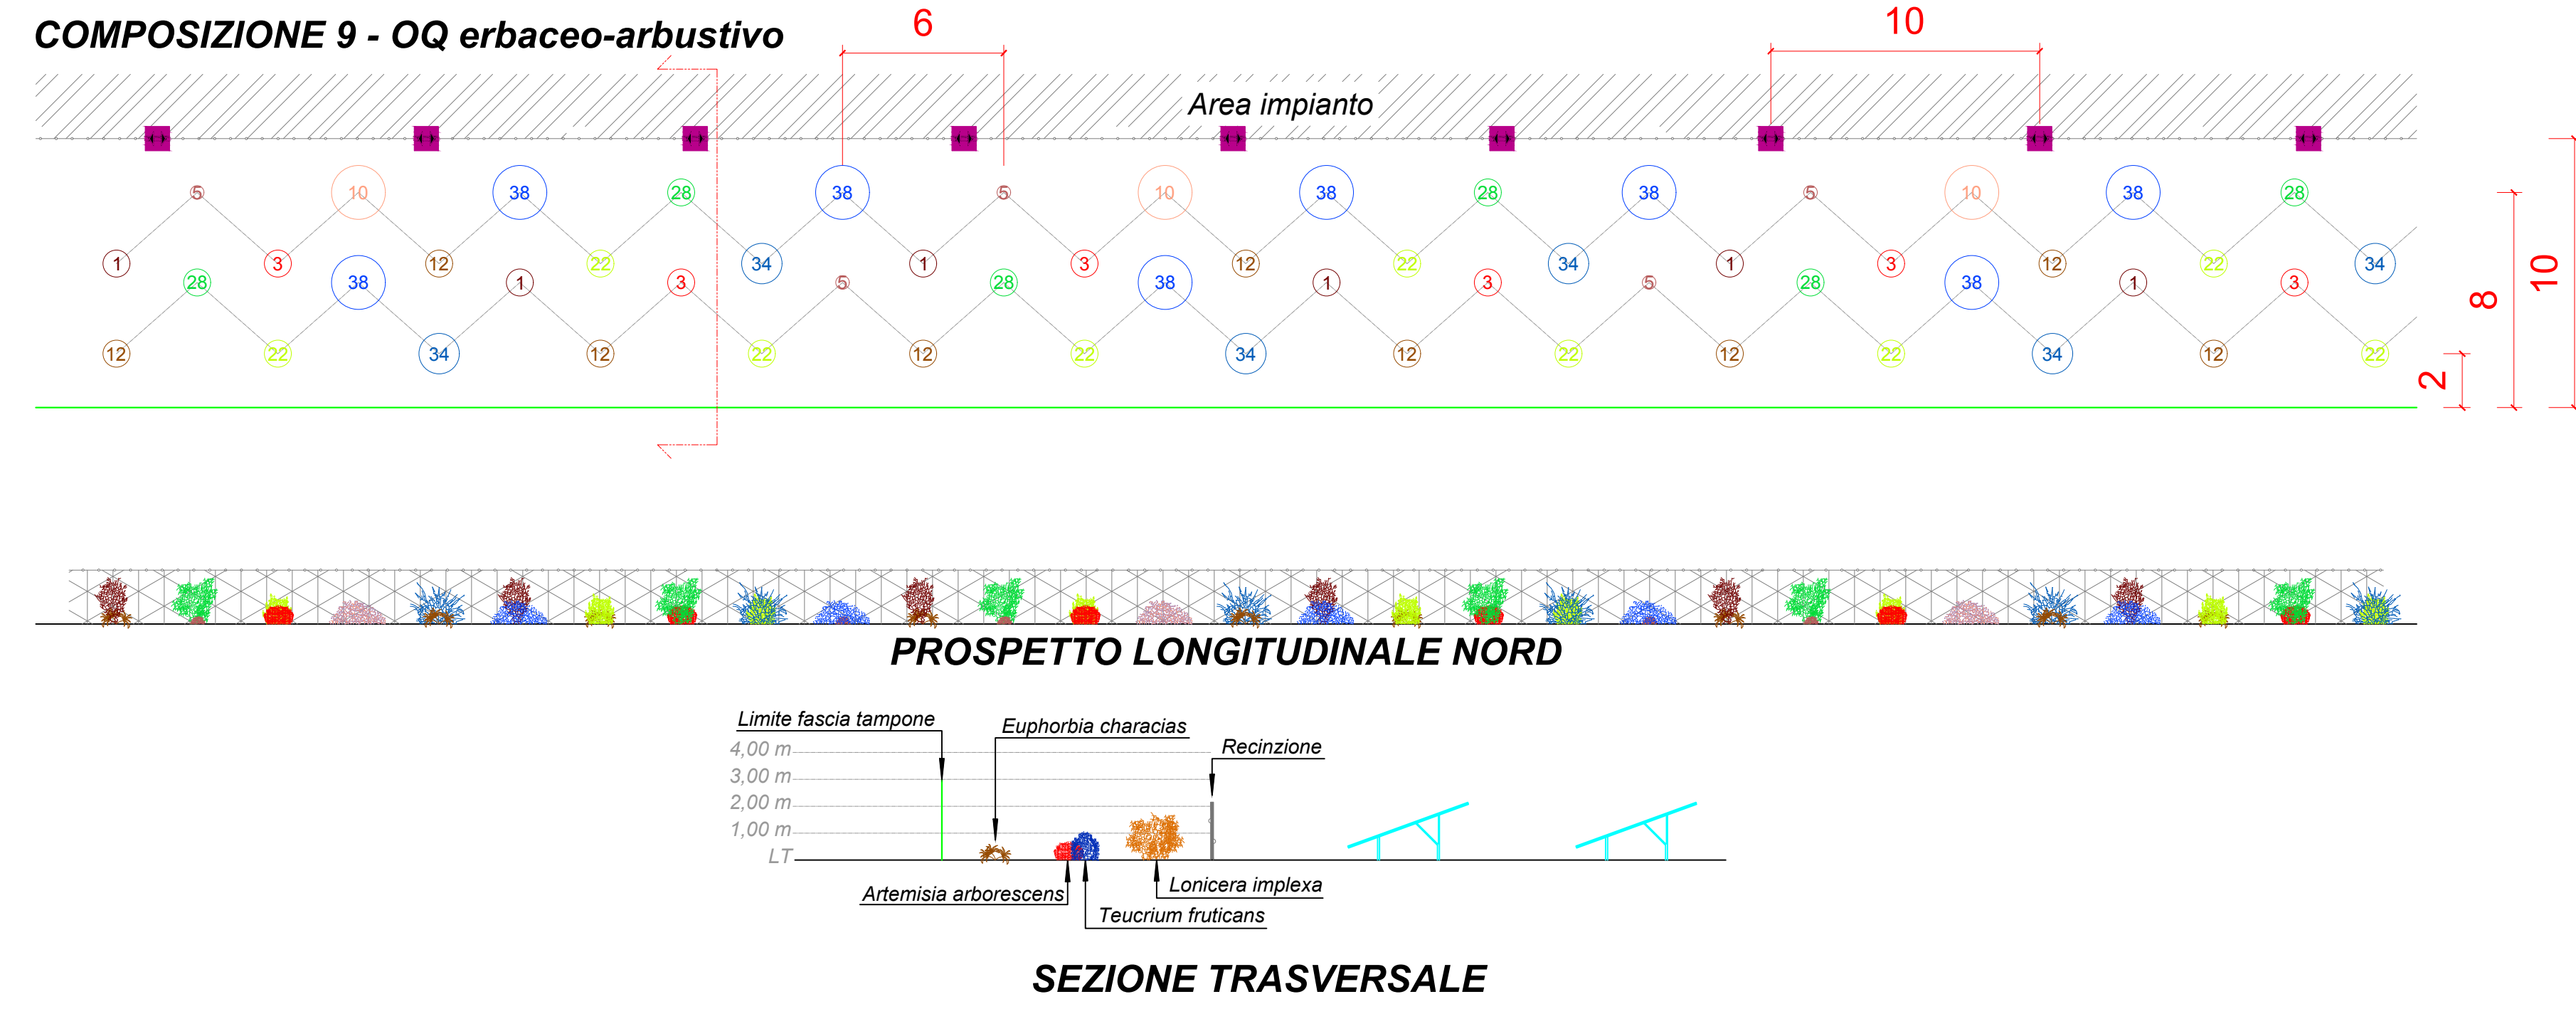 COMPOSIZIONE 9 - OQ erbaceo-arbustivo
6
10
Area impianto
5 10 38 28 38 5 10 38 28 38 5 10 38 28
1 3 12 22 34 1 3 12 22 34 1 3 12 22 34
28 38 1 3 5 28 38 1 3 5 28 38 1 3
12 22 34 12 22 12 22 34 12 22 12 22 34 12 22
2
8
10
PROSPETTO LONGITUDINALE NORD
Limite fascia tampone
Euphorbia characias
Recinzione
4,00 m
3,00 m
2,00 m
1,00 m
LT
Artemisia arborescens
Lonicera implexa
Teucrium fruticans
SEZIONE TRASVERSALE